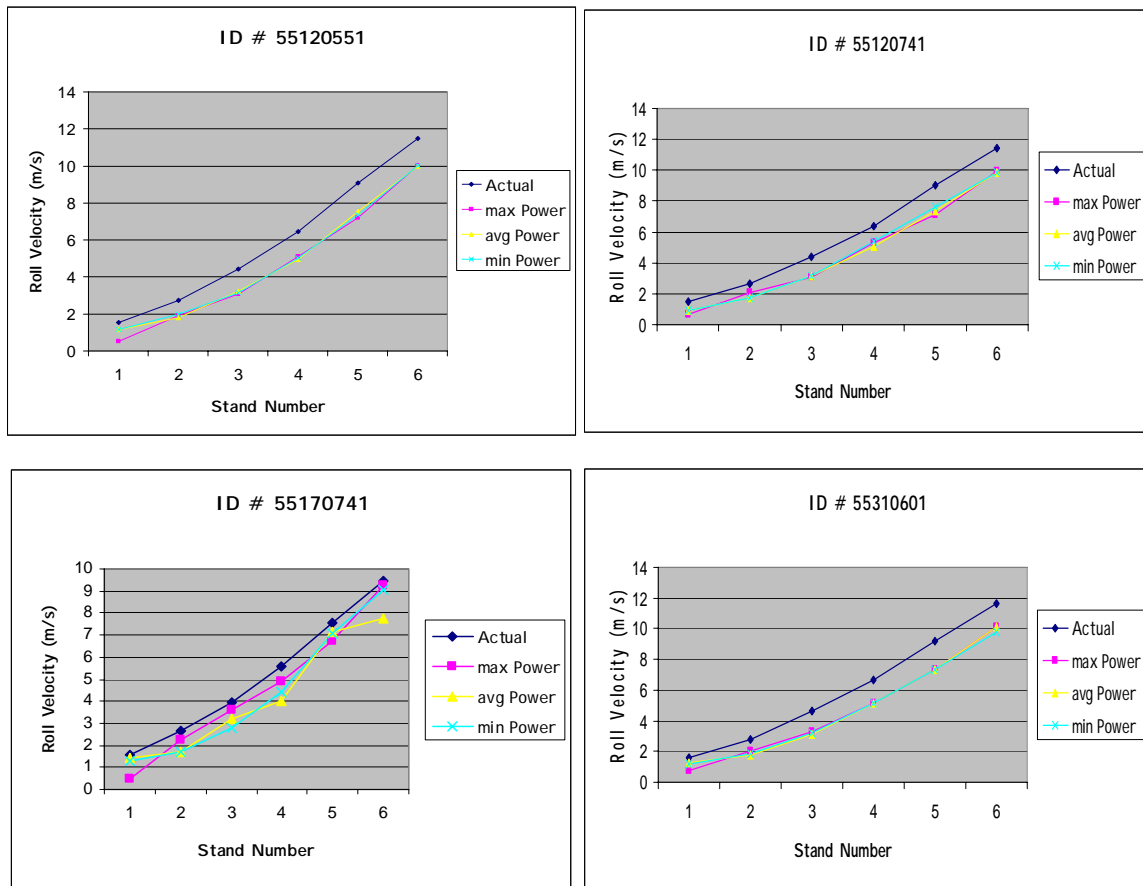 ID # 55120551
14
12
10
8
6
4
2
0
Roll Velocity (m/s)
1 2 3 4 5 6
Stand Number
Actual
max Power
avg Power
min Power
ID # 55120741
14
12
10
8
6
4
2
0
Roll Velocity (m/s)
1 2 3 4 5 6
Stand Number
Actual
max Power
avg Power
min Power
ID # 55170741
10
9
8
7
6
5
4
3
2
1
0
Roll Velocity (m/s)
1 2 3 4 5 6
Stand Number
Actual
max Power
avg Power
min Power
ID # 55310601
14
12
10
8
6
4
2
0
Roll Velocity (m/s)
1 2 3 4 5 6
Stand Number
Actual
max Power
avg Power
min Power